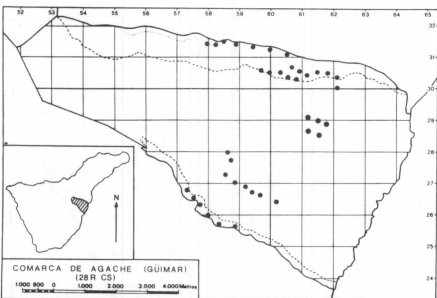 52 53 54 55 56 57 58 59 60 61 62 63 64 65
31
30
29
28
27
26
25
24
N
COMARCA DE AGACHE (GÜIMAR)
(28 R CS)
1.000 500 0 1.000 2.000 3.000 4.000 Metros